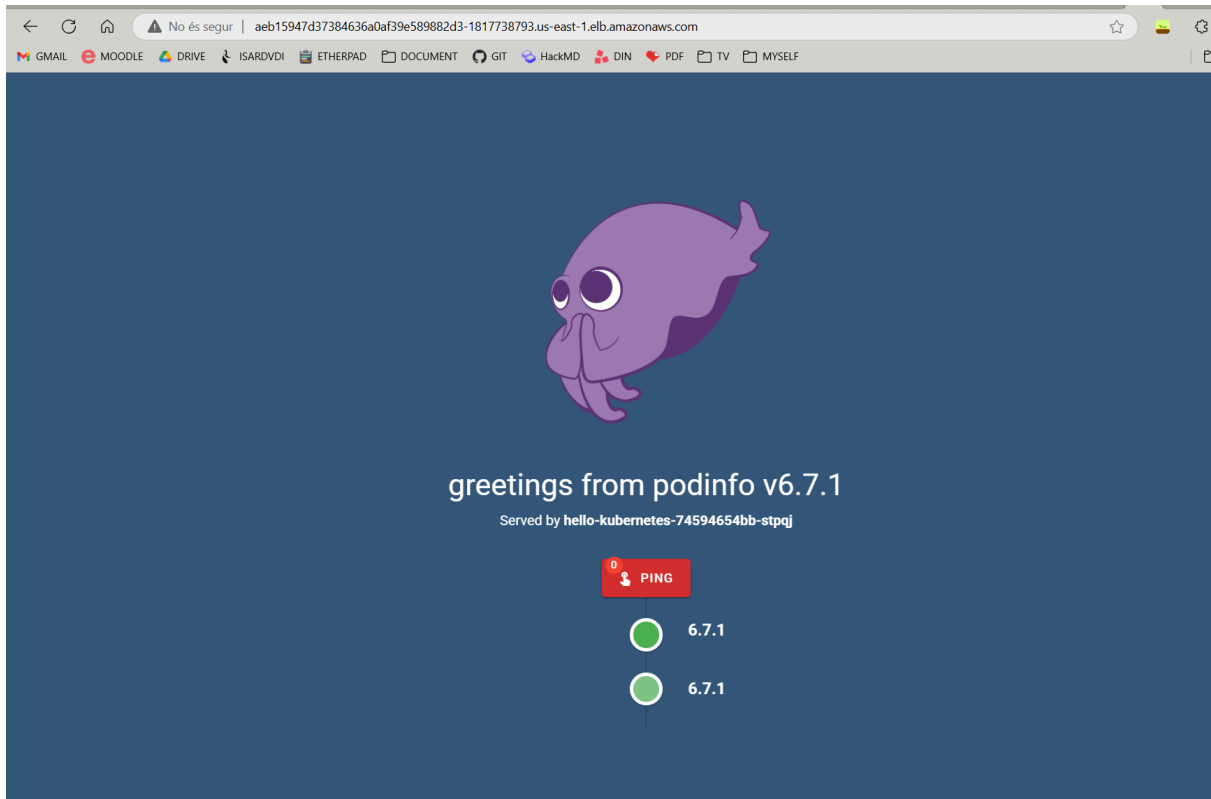 No és segur | aeb15947d37384636a0af39e589882d3-1817738793.us-east-1.elb.amazonaws.com
GMAIL MOODLE DRIVE ISARDVDI ETHERPAD DOCUMENT GIT HackMD DIN PDF TV MYSELF
greetings from podinfo v6.7.1
Served by hello-kubernetes-74594654bb-stpqj
0
PING
6.7.1
6.7.1